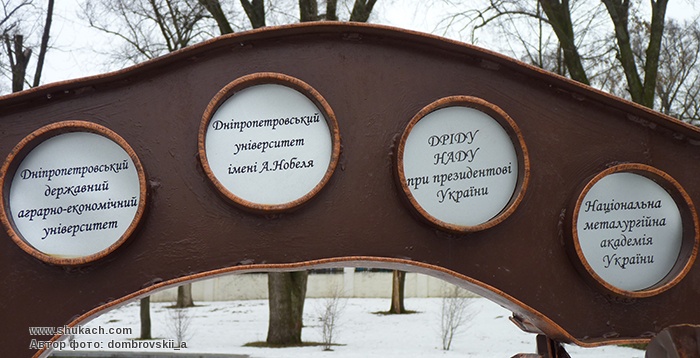 Дніпропетровський
державний
аграрно-економічний
університет
Дніпропетровський
університет
імені А.Нобеля
ДРІДУ
НАДУ
при президентові
України
Національна
металургійна
академія
України
www.shukach.com
Автор фото: dombrovskii_a